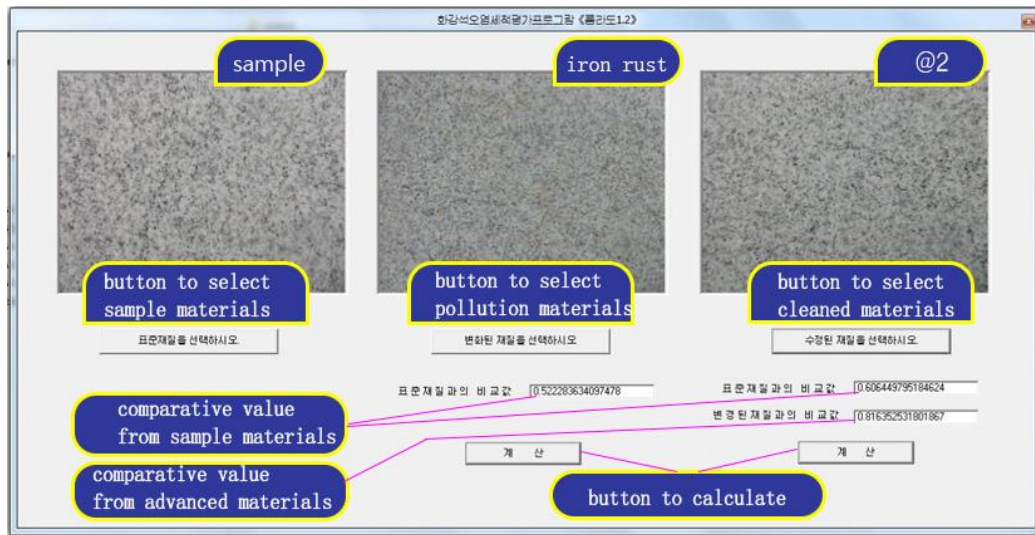 화강석오염세척평가프로그람《룡라도1.2》
sample
iron rust
@2
button to select
sample materials
button to select
pollution materials
button to select
cleaned materials
표준재질을 선택하시오
변화된 재질을 선택하시오
수정된 재질을 선택하시오
표준재질과의 비교값
0.522283634097478
표준재질과의 비교값
0.606449795184624
comparative value
from sample materials
변경된재질과의 비교값
0.816352531801867
계 산
계 산
comparative value
from advanced materials
button to calculate